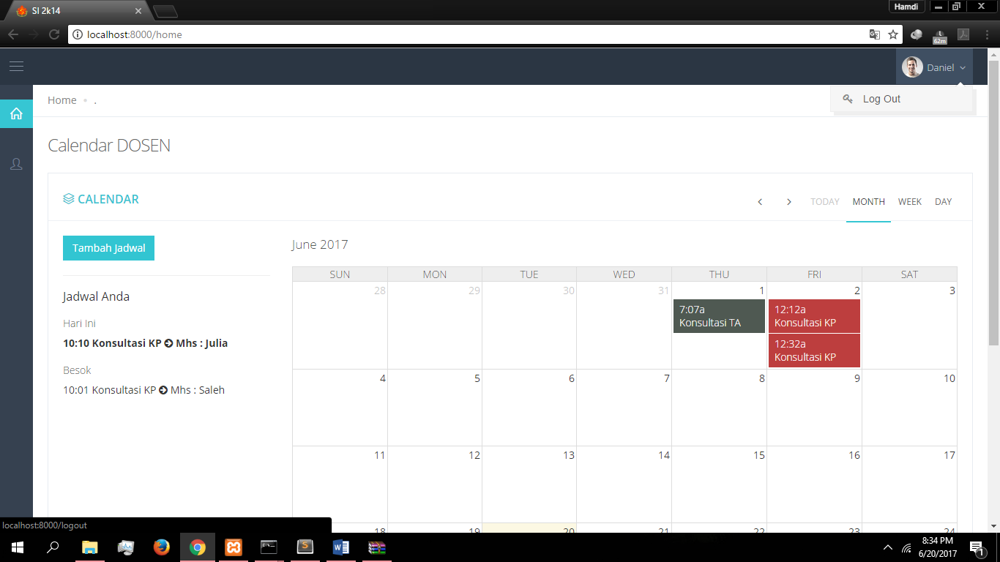 SI 2k14
Hamdi
localhost:8000/home
62m
Daniel
Home • .
Log Out
Calendar DOSEN
CALENDAR
TODAY MONTH WEEK DAY
Tambah Jadwal
June 2017
SUN MON TUE WED THU FRI SAT
28 29 30 31 1 2 3
7:07a
Konsultasi TA
12:12a
Konsultasi KP
12:32a
Konsultasi KP
Jadwal Anda
Hari Ini
10:10 Konsultasi KP Mhs : Julia
Besok
10:01 Konsultasi KP Mhs : Saleh
4 5 6 7 8 9 10
11 12 13 14 15 16 17
18 19 20 21 22 23 24
localhost:8000/logout
8:34 PM
6/20/2017
1